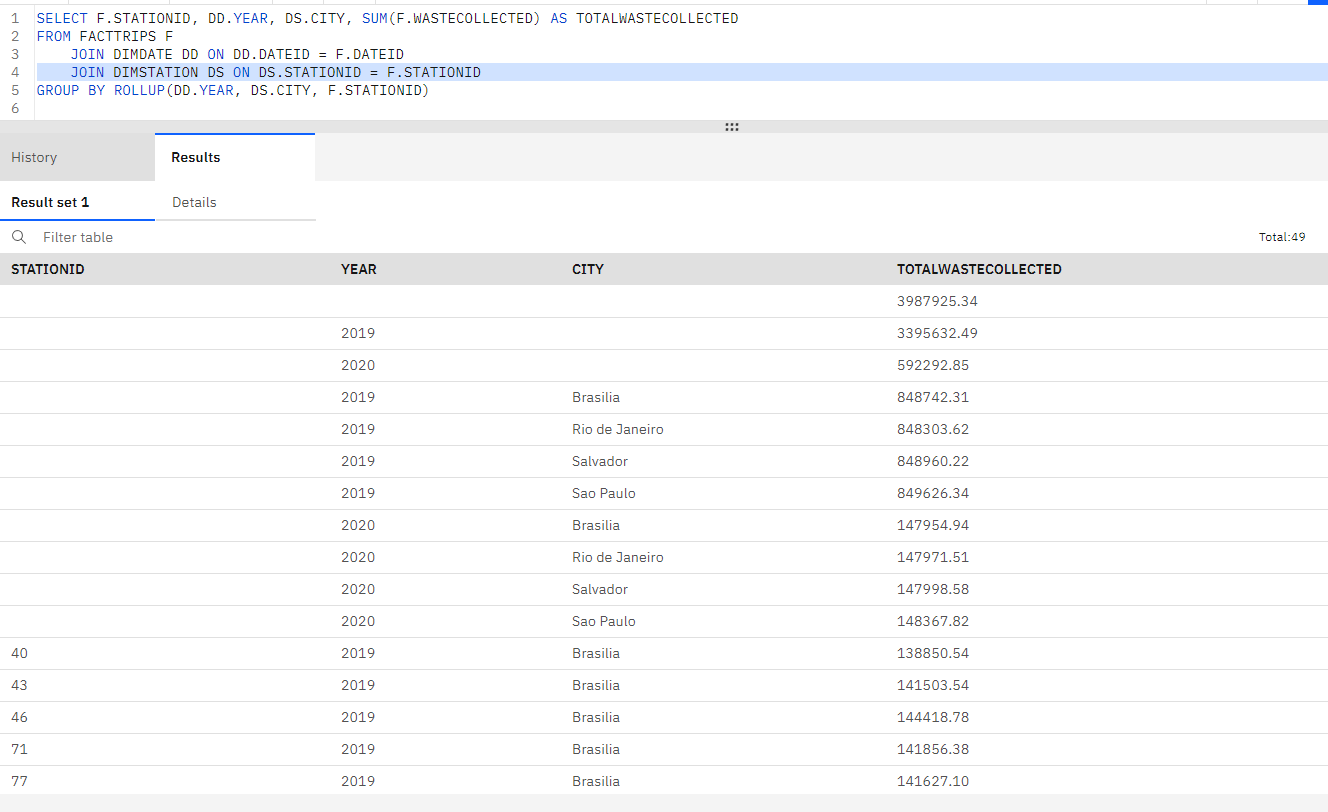 1 SELECT F.STATIONID, DD.YEAR, DS.CITY, SUM(F.WASTECOLLECTED) AS TOTALWASTECOLLECTED
2 FROM FACTTRIPS F
3     JOIN DIMDATE DD ON DD.DATEID = F.DATEID
4     JOIN DIMSTATION DS ON DS.STATIONID = F.STATIONID
5 GROUP BY ROLLUP(DD.YEAR, DS.CITY, F.STATIONID)
6
History Results
Result set 1 Details
Filter table Total:49
STATIONID YEAR CITY TOTALWASTECOLLECTED
3987925.34
2019 3395632.49
2020 592292.85
2019 Brasilia 848742.31
2019 Rio de Janeiro 848303.62
2019 Salvador 848960.22
2019 Sao Paulo 849626.34
2020 Brasilia 147954.94
2020 Rio de Janeiro 147971.51
2020 Salvador 147998.58
2020 Sao Paulo 148367.82
40 2019 Brasilia 138850.54
43 2019 Brasilia 141503.54
46 2019 Brasilia 144418.78
71 2019 Brasilia 141856.38
77 2019 Brasilia 141627.10